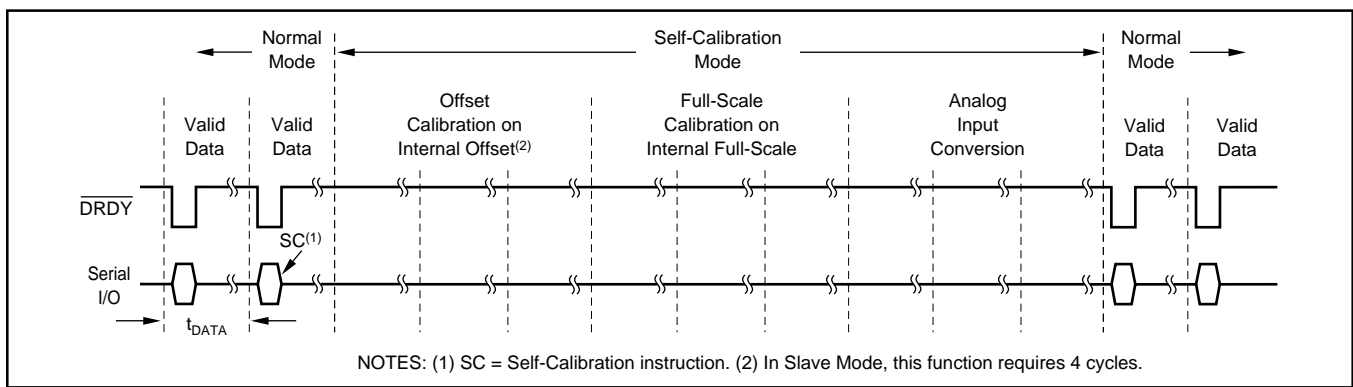 Normal
Mode
Self-Calibration
Mode
Normal
Mode
Valid
Data
Valid
Data
Offset
Calibration on
Internal Offset(2)
Full-Scale
Calibration on
Internal Full-Scale
Analog
Input
Conversion
Valid
Data
Valid
Data
DRDY
SC(1)
Serial
I/O
tDATA
NOTES: (1) SC = Self-Calibration instruction. (2) In Slave Mode, this function requires 4 cycles.